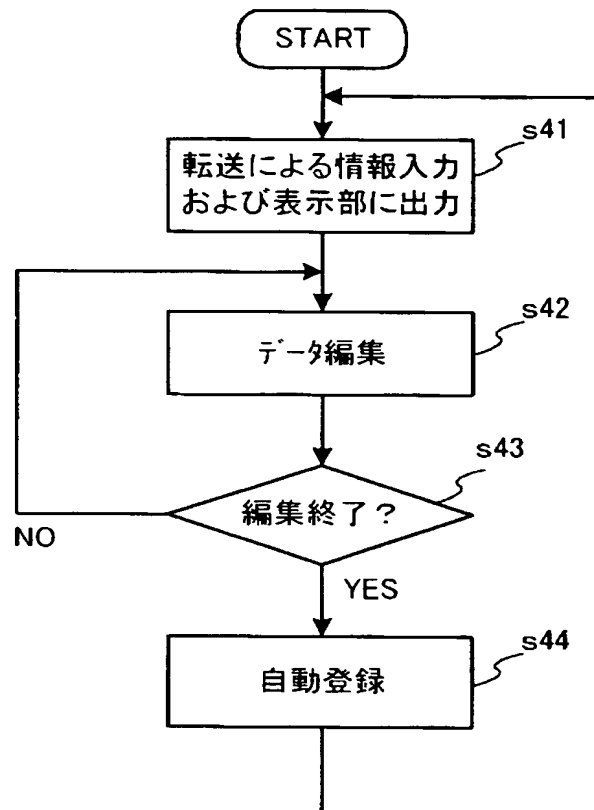 START
s41
転送による情報入力
および表示部に出力
s42
データ編集
s43
編集終了？
NO
YES
s44
自動登録